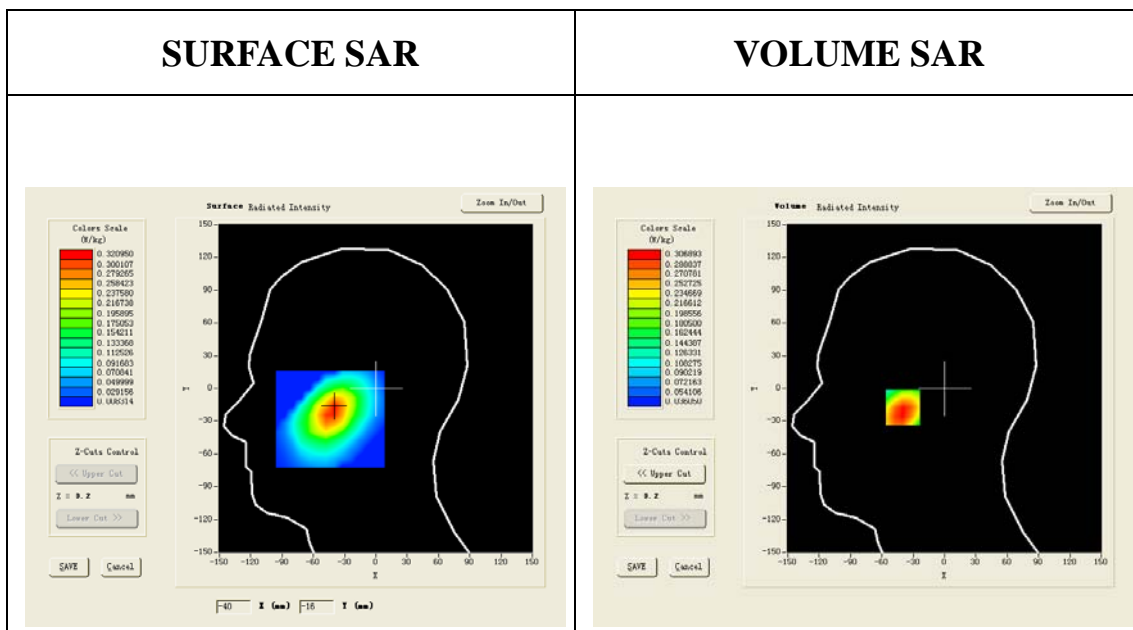 SURFACE SAR
VOLUME SAR
Surface Radiated Intensity
Zoom In/Out
Colors Scale
(W/kg)
0.320950
0.300107
0.279265
0.258423
0.237580
0.216738
0.195895
0.175053
0.154211
0.133368
0.112526
0.091683
0.070841
0.049999
0.029156
0.008314
150
120
90
60
30
0
-30
-60
-90
-120
-150
Y
-150 -120 -90 -60 -30 0 30 60 90 120 150
X
Z-Cuts Control
<< Upper Cut
Z = 0.2 mm
Lower Cut >>
SAVE Cancel
-40 X (mm) -16 Y (mm)
Volume Radiated Intensity
Zoom In/Out
Colors Scale
(W/kg)
0.306893
0.288837
0.270781
0.252725
0.234669
0.216612
0.198556
0.180500
0.162444
0.144387
0.126331
0.108275
0.090219
0.072163
0.054106
0.036050
150
120
90
60
30
0
-30
-60
-90
-120
-150
Y
-150 -120 -90 -60 -30 0 30 60 90 120 150
X
Z-Cuts Control
<< Upper Cut
Z = 0.2 mm
Lower Cut >>
SAVE Cancel